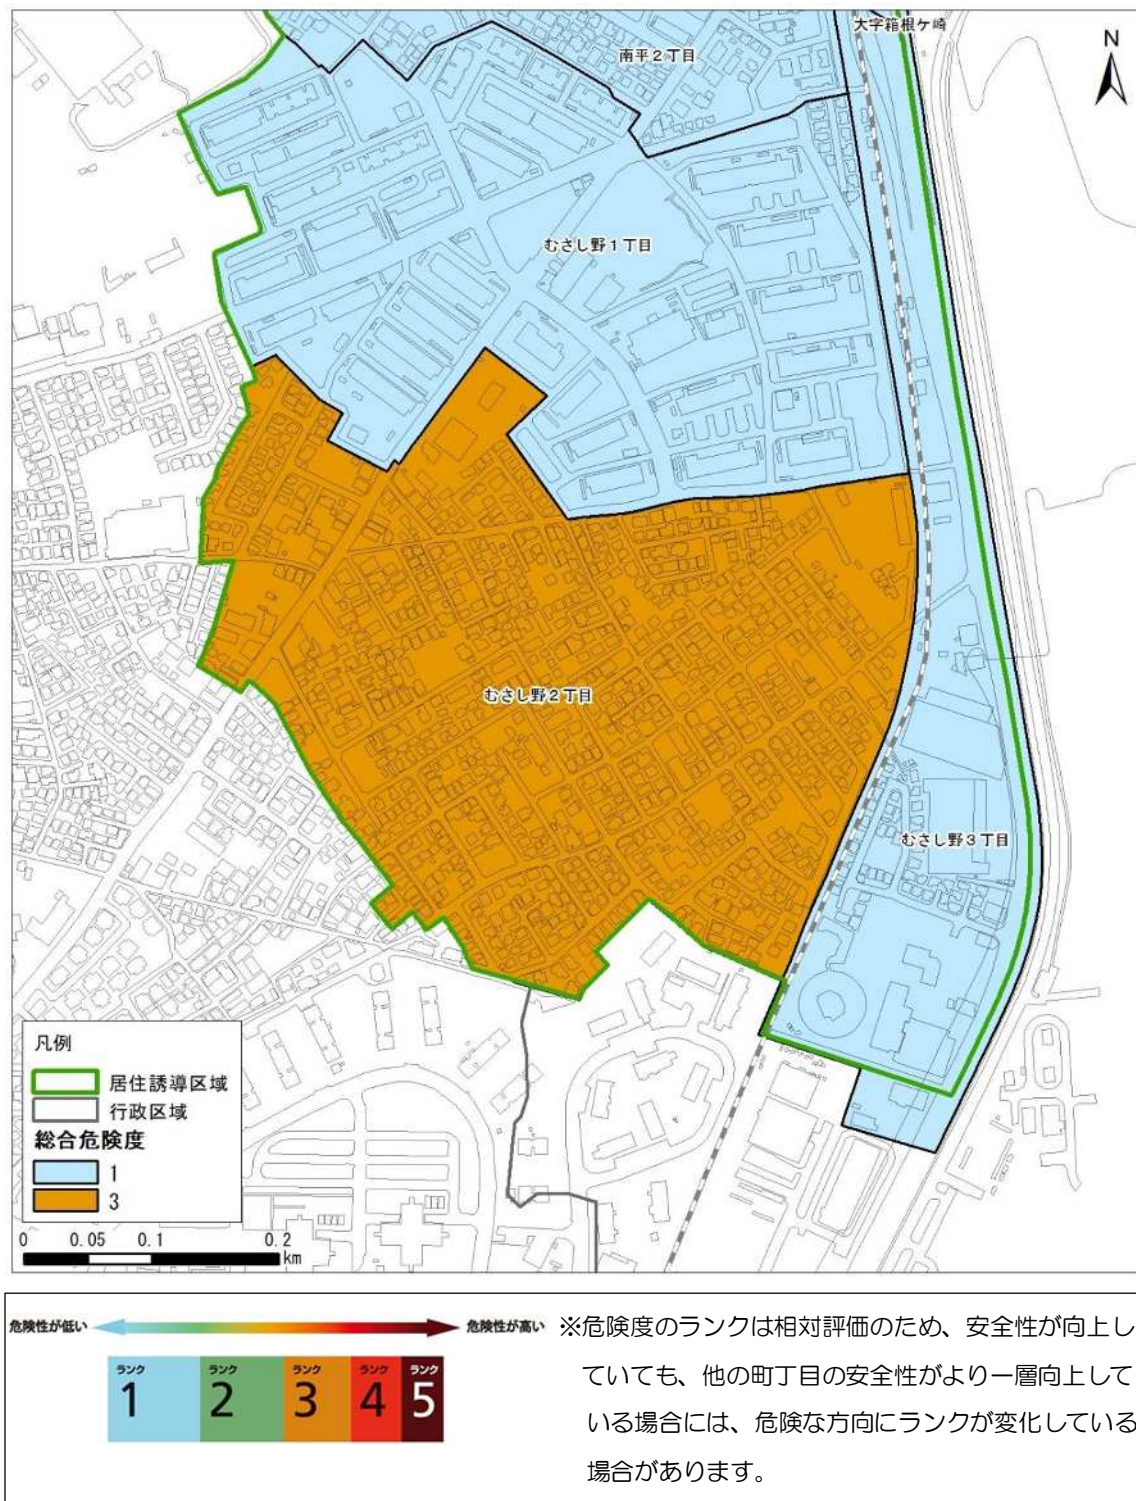 大字箱根ケ崎
南平2丁目
N
むさし野1丁目
むさし野2丁目
むさし野3丁目
凡例
居住誘導区域
行政区域
総合危険度
1
3
0 0.05 0.1 0.2
km
危険性が低い 危険性が高い
ランク ランク ランク ランク ランク
1 2 3 4 5
※危険度のランクは相対評価のため、安全性が向上し
ていても、他の町丁目の安全性がより一層向上して
いる場合には、危険な方向にランクが変化している
場合があります。